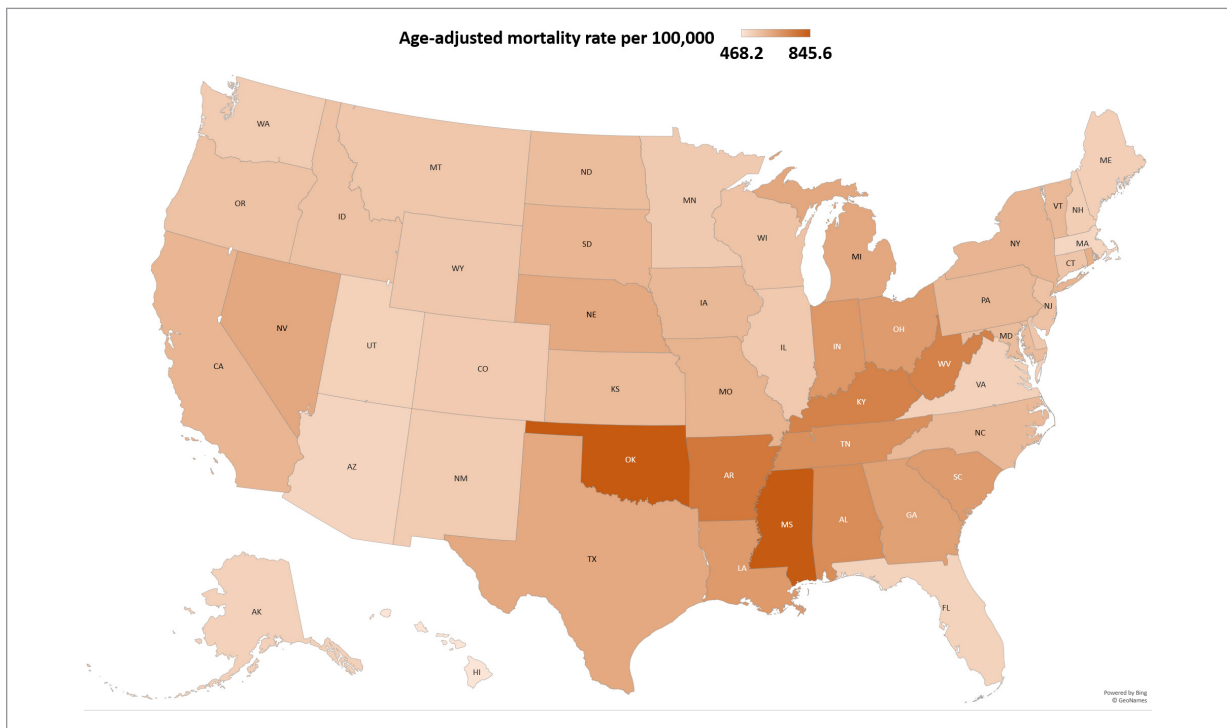 Age-adjusted mortality rate per 100,000
468.2 845.6
WA
MT
ND
MN
ME
OR
ID
SD
WI
VT
NH
NY
MA
MI
CT
WY
IA
PA
NJ
NE
NV
OH
IL
IN
MD
UT
CO
WV
CA
KS
MO
VA
KY
NC
TN
OK
AZ
AR
NM
SC
GA
MS
AL
TX
LA
FL
AK
HI
Powered by Bing
© GeoNames